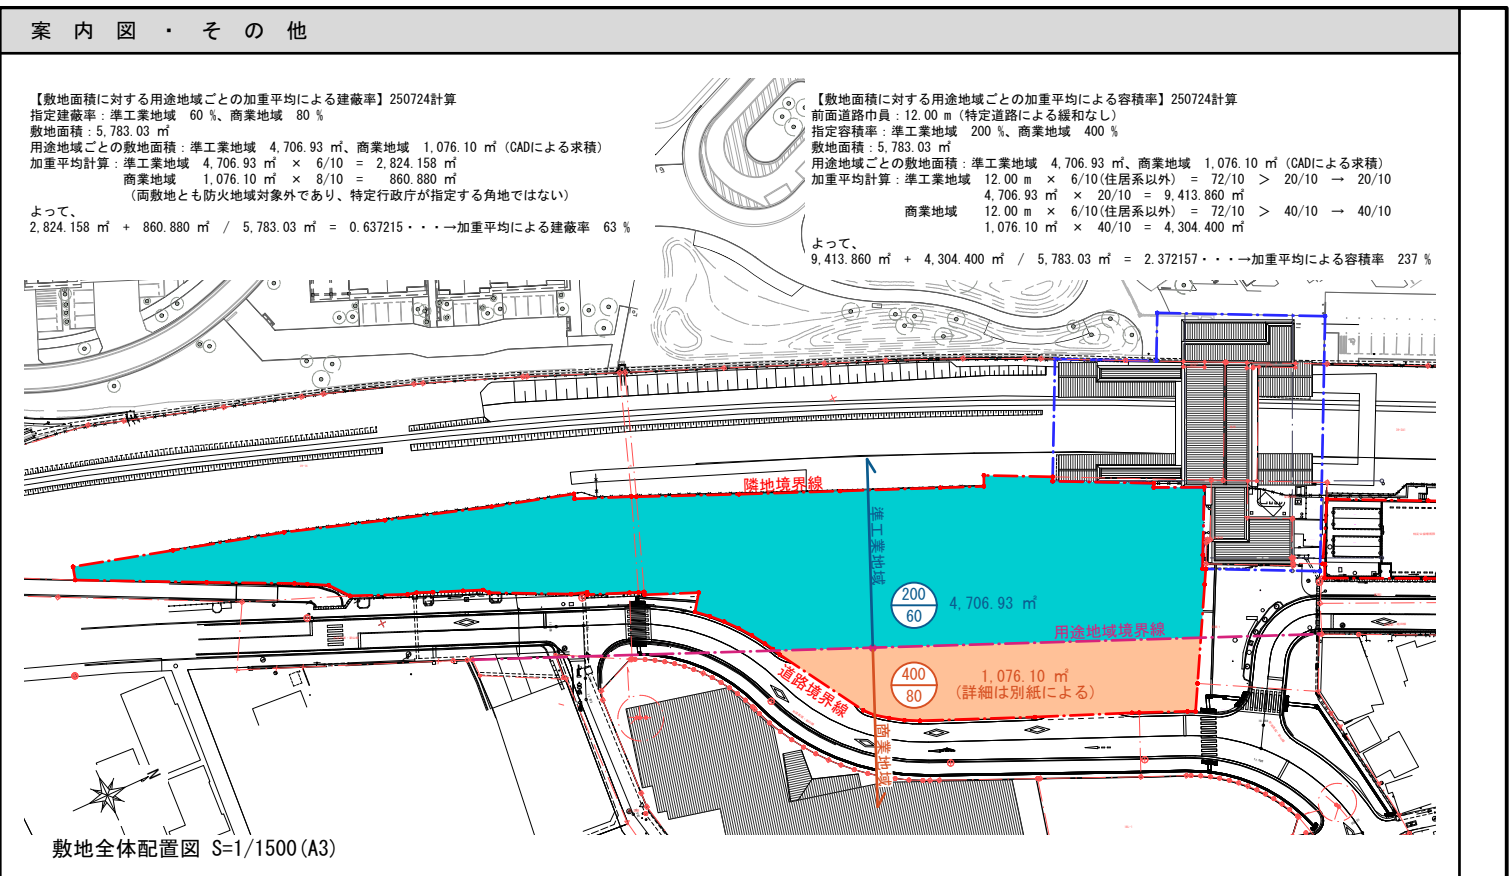 案内図・その他
【敷地面積に対する用途地域ごとの加重平均による建蔽率】250724計算
指定建蔽率：準工業地域 60 %、商業地域 80 %
敷地面積：5,783.03 ㎡
用途地域ごとの敷地面積：準工業地域 4,706.93 ㎡、商業地域 1,076.10 ㎡（CADによる求積）
加重平均計算：準工業地域 4,706.93 ㎡ × 6/10 = 2,824.158 ㎡
商業地域 1,076.10 ㎡ × 8/10 = 860.880 ㎡
（両敷地とも防火地域対象外であり、特定行政庁が指定する角地ではない）
よって、
2,824.158 ㎡ + 860.880 ㎡ / 5,783.03 ㎡ = 0.637215・・・→加重平均による建蔽率 63 %
【敷地面積に対する用途地域ごとの加重平均による容積率】250724計算
前面道路巾員：12.00 m（特定道路による緩和なし）
指定容積率：準工業地域 200 %、商業地域 400 %
敷地面積：5,783.03 ㎡
用途地域ごとの敷地面積：準工業地域 4,706.93 ㎡、商業地域 1,076.10 ㎡（CADによる求積）
加重平均計算：準工業地域 12.00 m × 6/10(住居系以外) = 72/10 ＞ 20/10 → 20/10
4,706.93 ㎡ × 20/10 = 9,413.860 ㎡
商業地域 12.00 m × 6/10(住居系以外) = 72/10 ＞ 40/10 → 40/10
1,076.10 ㎡ × 40/10 = 4,304.400 ㎡
よって、
9,413.860 ㎡ + 4,304.400 ㎡ / 5,783.03 ㎡ = 2.372157・・・→加重平均による容積率 237 %
隣地境界線
準工業地域
200
60
4,706.93 ㎡
用途地域境界線
400
80
1,076.10 ㎡
（詳細は別紙による）
道路境界線
商業地域
N
敷地全体配置図 S=1/1500(A3)